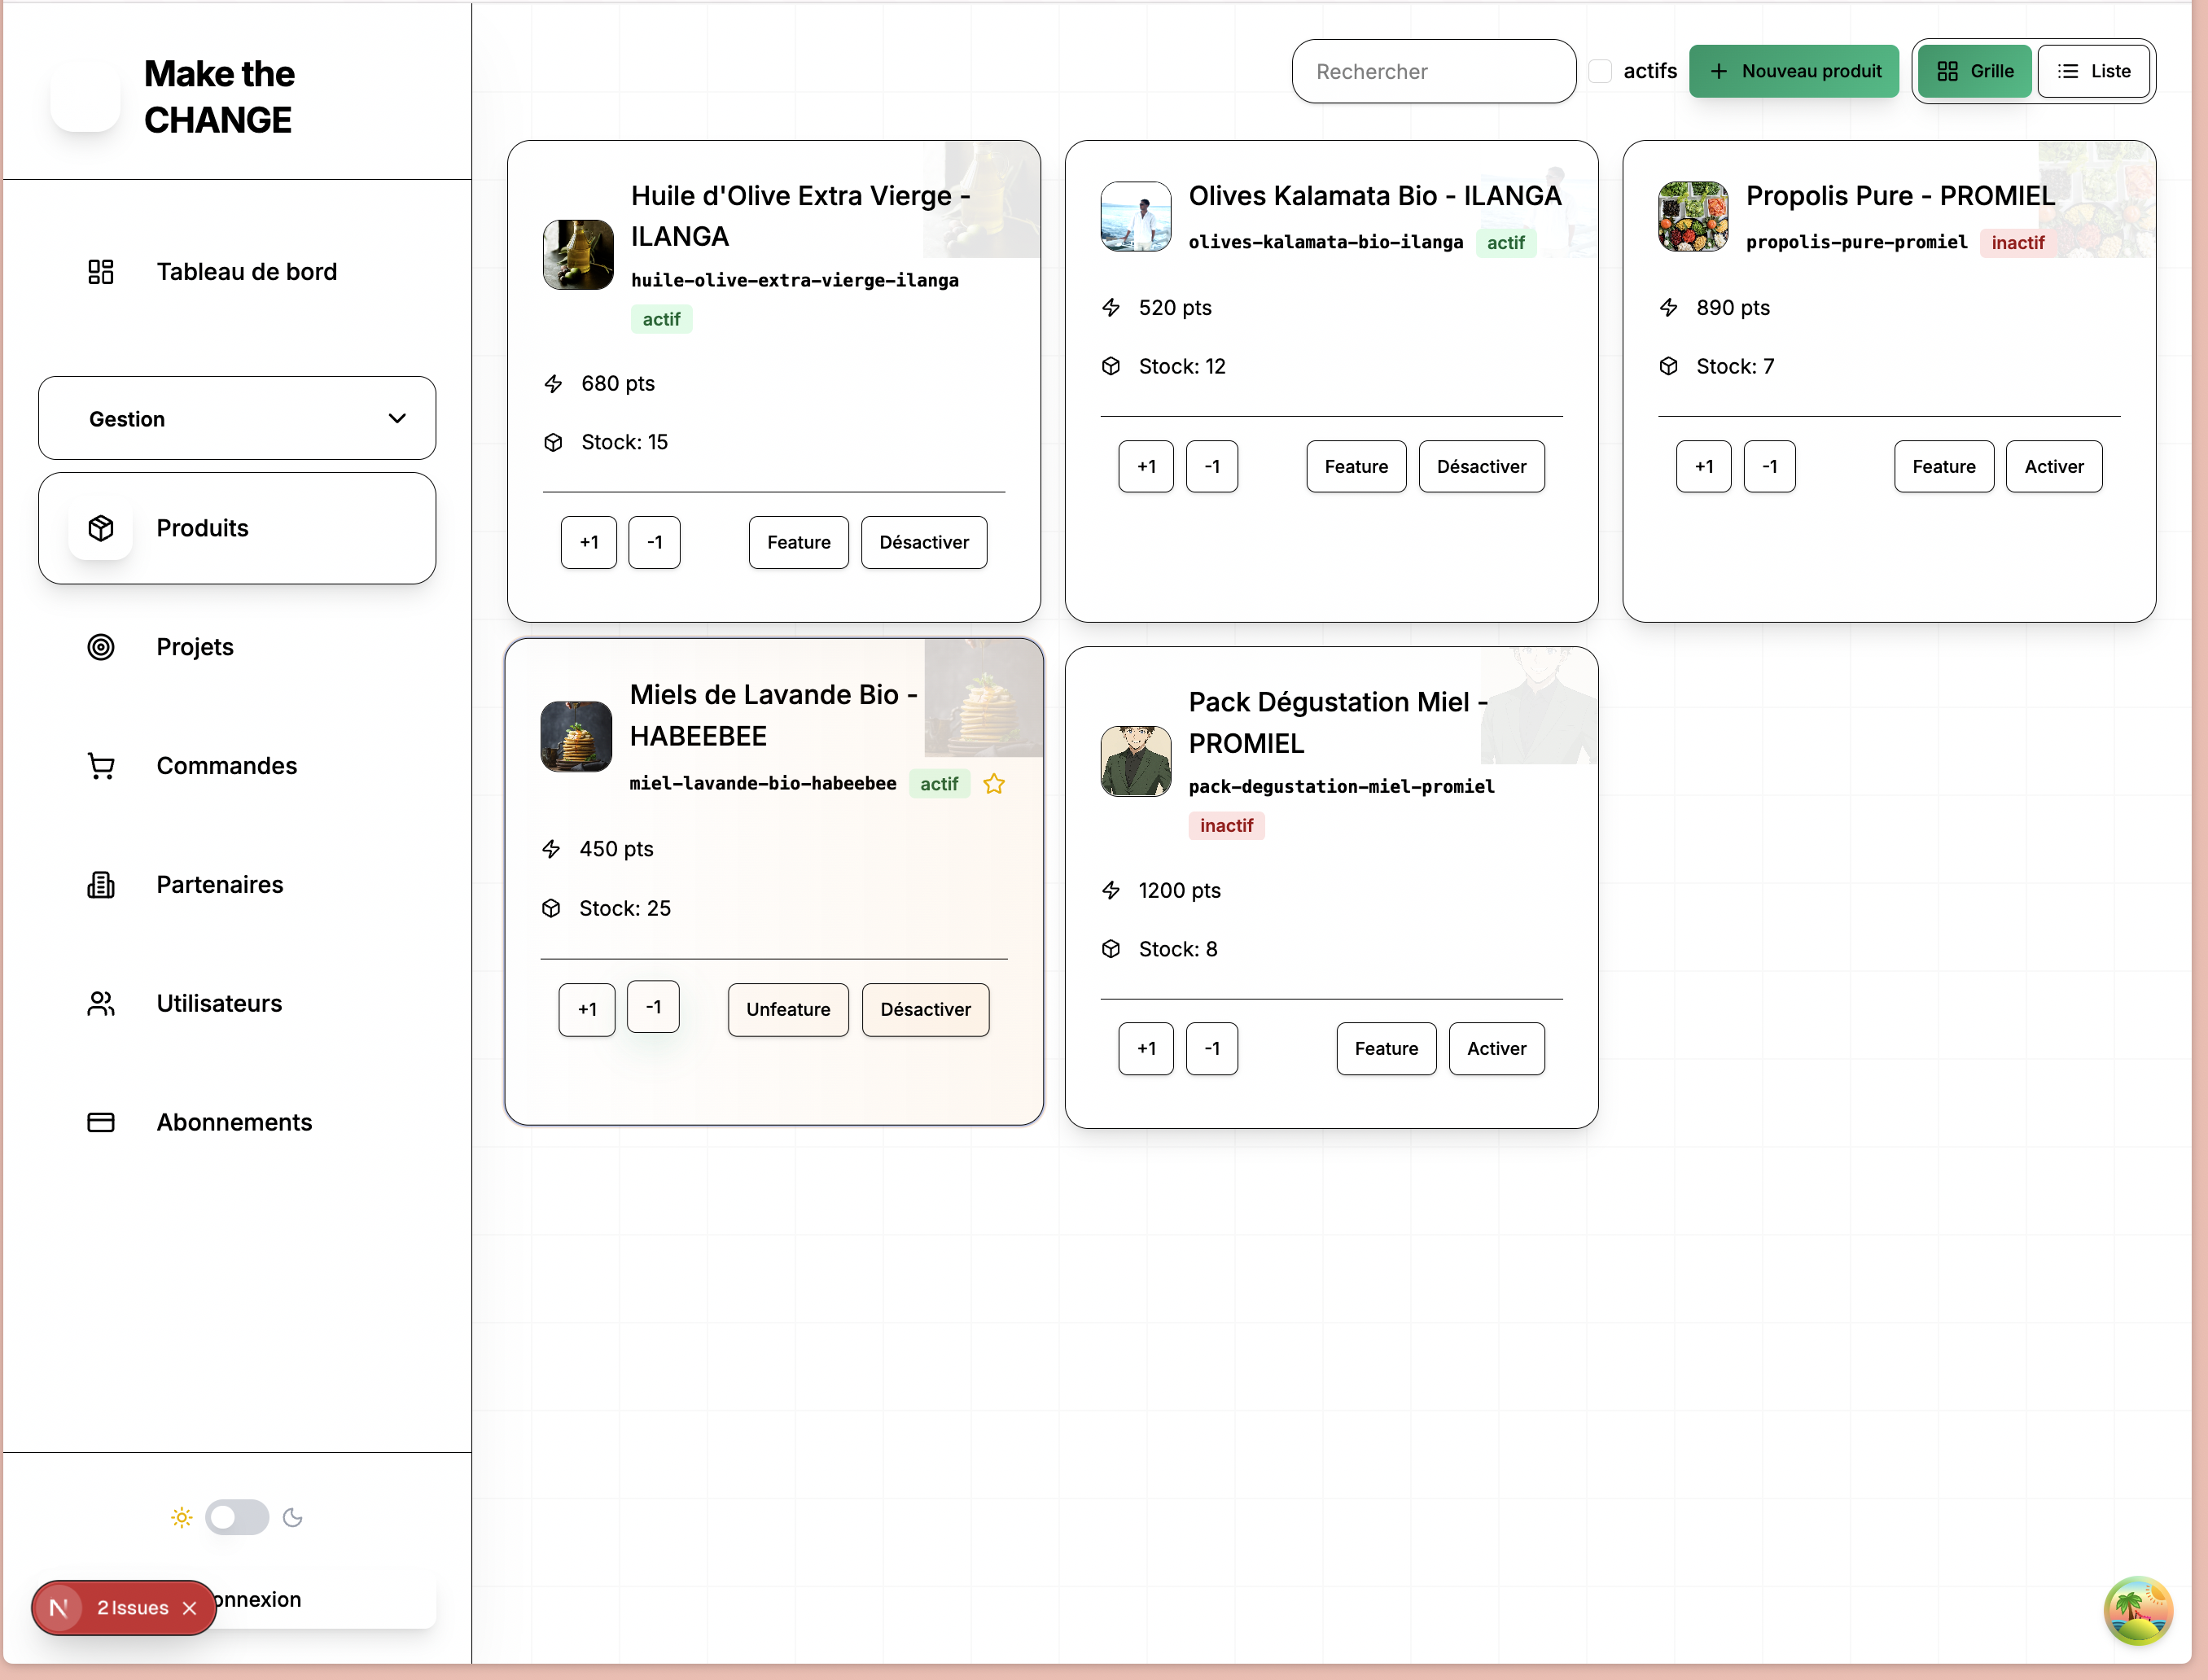 Make the
CHANGE
Tableau de bord
Gestion
Produits
Projets
Commandes
Partenaires
Utilisateurs
Abonnements
onnexion
N 2 Issues
Rechercher
actifs
Nouveau produit
Grille
Liste
Huile d'Olive Extra Vierge -
ILANGA
huile-olive-extra-vierge-ilanga
actif
680 pts
Stock: 15
+1
-1
Feature
Désactiver
Olives Kalamata Bio - ILANGA
olives-kalamata-bio-ilanga actif
520 pts
Stock: 12
+1
-1
Feature
Désactiver
Propolis Pure - PROMIEL
propolis-pure-promiel inactif
890 pts
Stock: 7
+1
-1
Feature
Activer
Miels de Lavande Bio -
HABEEBEE
miel-lavande-bio-habeebee actif
450 pts
Stock: 25
+1
-1
Unfeature
Désactiver
Pack Dégustation Miel -
PROMIEL
pack-degustation-miel-promiel
inactif
1200 pts
Stock: 8
+1
-1
Feature
Activer